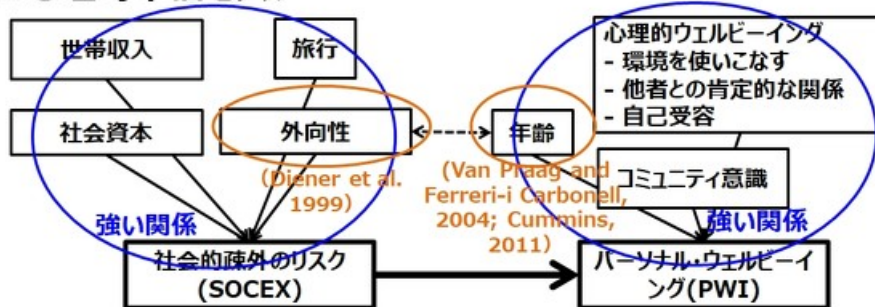 世帯収入
旅行
心理的ウェルビーイング
- 環境を使いこなす
- 他者との肯定的な関係
- 自己受容
社会資本
外向性
年齢
(Diener et al.
1999)
(Van Praag and
Ferreri-i Carbonell,
2004; Cummins,
2011)
コミュニティ意識
強い関係
強い関係
社会的疎外のリスク
(SOCEX)
パーソナル・ウェルビーイ
ング(PWI)